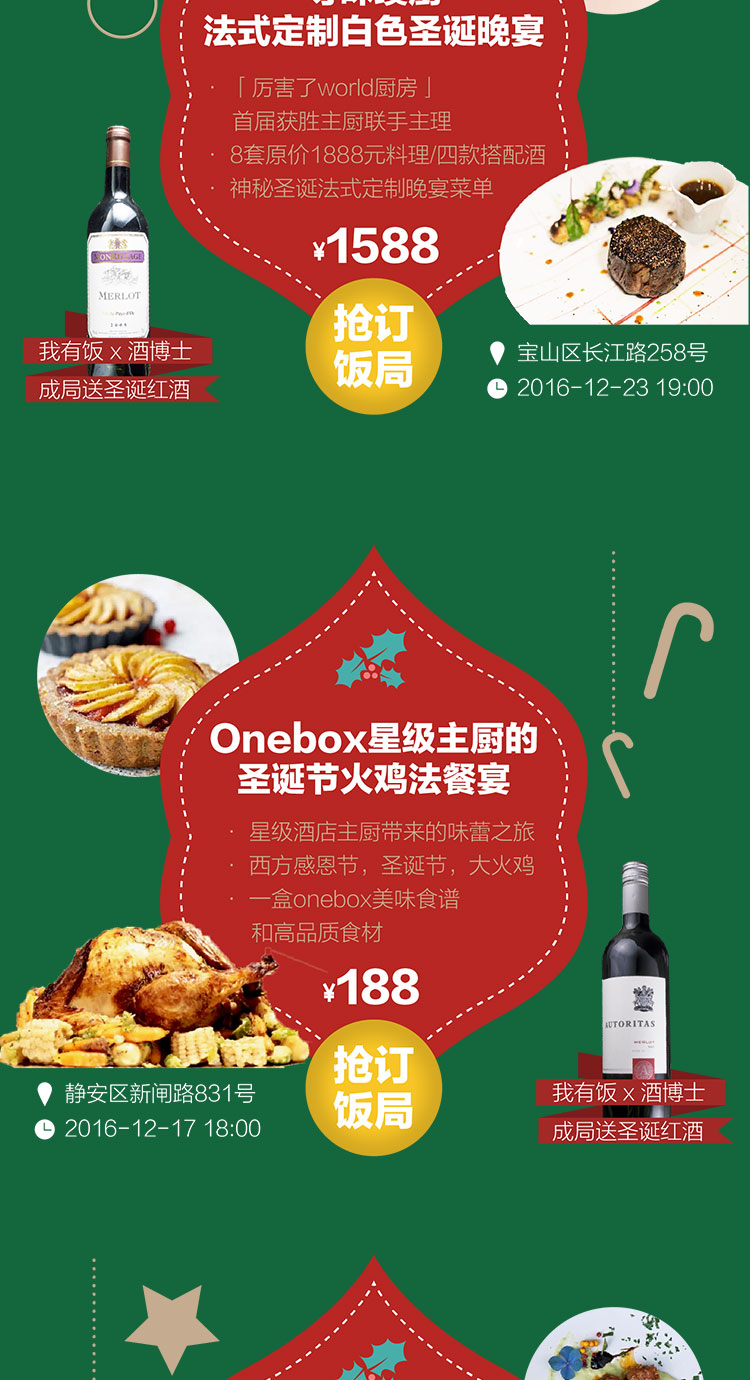 法式定制白色圣诞晚宴
· 「厉害了world厨房」
首届获胜主厨联手主理
· 8套原价1888元料理/四款搭配酒
· 神秘圣诞法式定制晚宴菜单
¥1588
MERLOT
我有饭 x 酒博士
成局送圣诞红酒
抢订
饭局
宝山区长江路258号
2016-12-23 19:00
Onebox星级主厨的
圣诞节火鸡法餐宴
· 星级酒店主厨带来的味蕾之旅
· 西方感恩节，圣诞节，大火鸡
· 一盒onebox美味食谱
和高品质食材
¥188
AUTORITAS
MERLOT
抢订
饭局
静安区新闸路831号
2016-12-17 18:00
我有饭 x 酒博士
成局送圣诞红酒